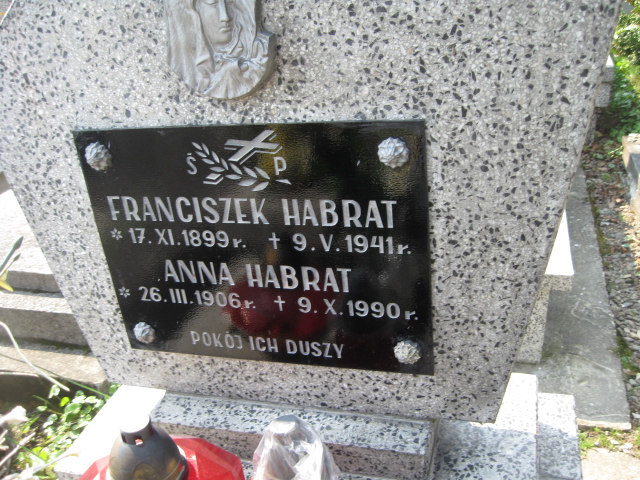 Ś P
FRANCISZEK HABRAT
* 17. XI. 1899 r. + 9. V. 1941 r.
ANNA HABRAT
* 26. III. 1906 r. + 9. X. 1990 r.
POKÓJ ICH DUSZY